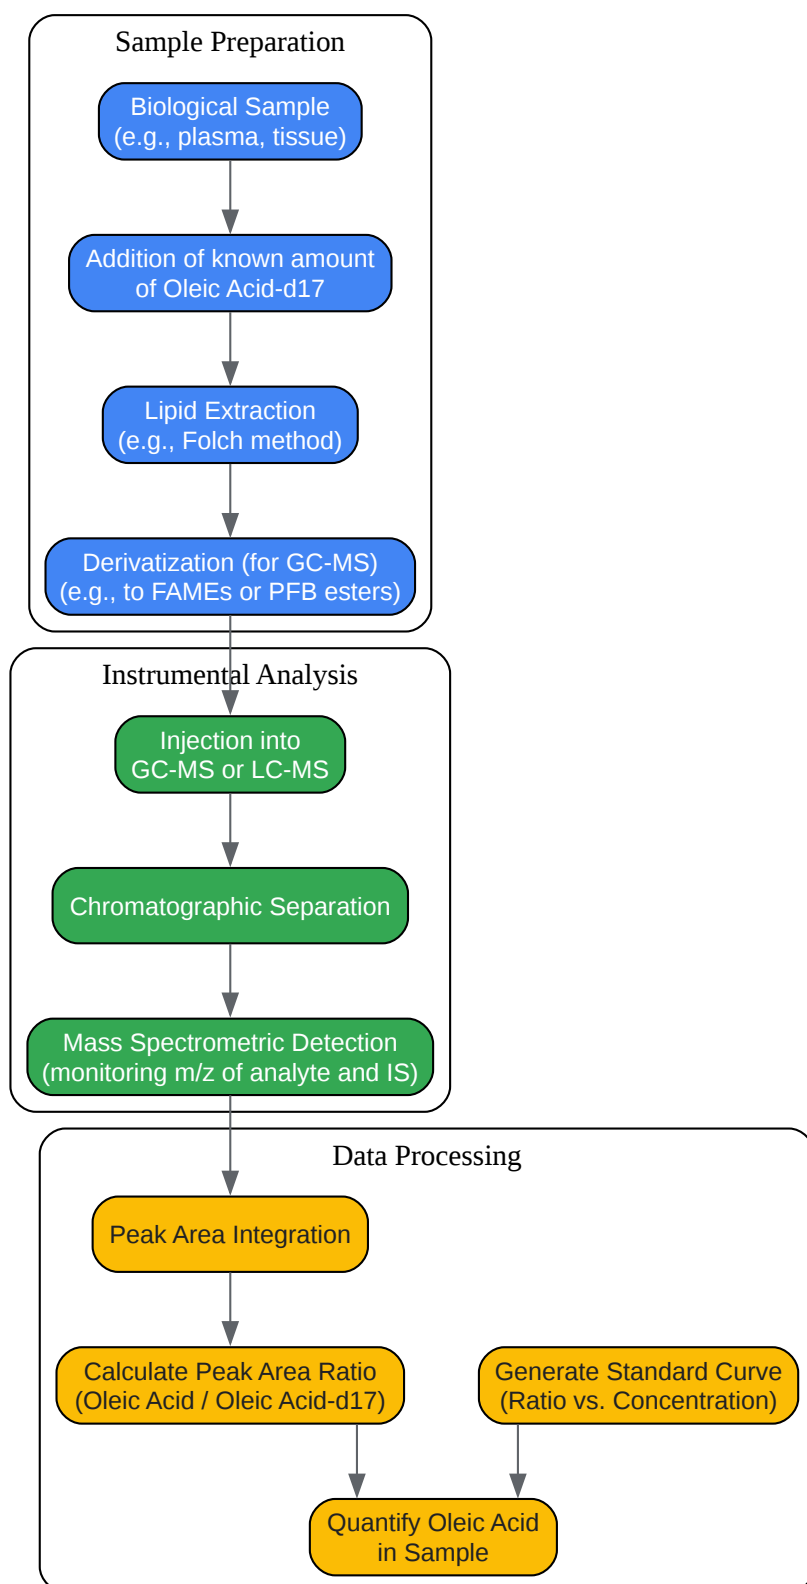 Sample Preparation
Biological Sample
(e.g., plasma, tissue)
Addition of known amount
of Oleic Acid-d17
Lipid Extraction
(e.g., Folch method)
Derivatization (for GC-MS)
(e.g., to FAMEs or PFB esters)
Instrumental Analysis
Injection into
GC-MS or LC-MS
Chromatographic Separation
Mass Spectrometric Detection
(monitoring m/z of analyte and IS)
Data Processing
Peak Area Integration
Calculate Peak Area Ratio
(Oleic Acid / Oleic Acid-d17)
Generate Standard Curve
(Ratio vs. Concentration)
Quantify Oleic Acid
in Sample